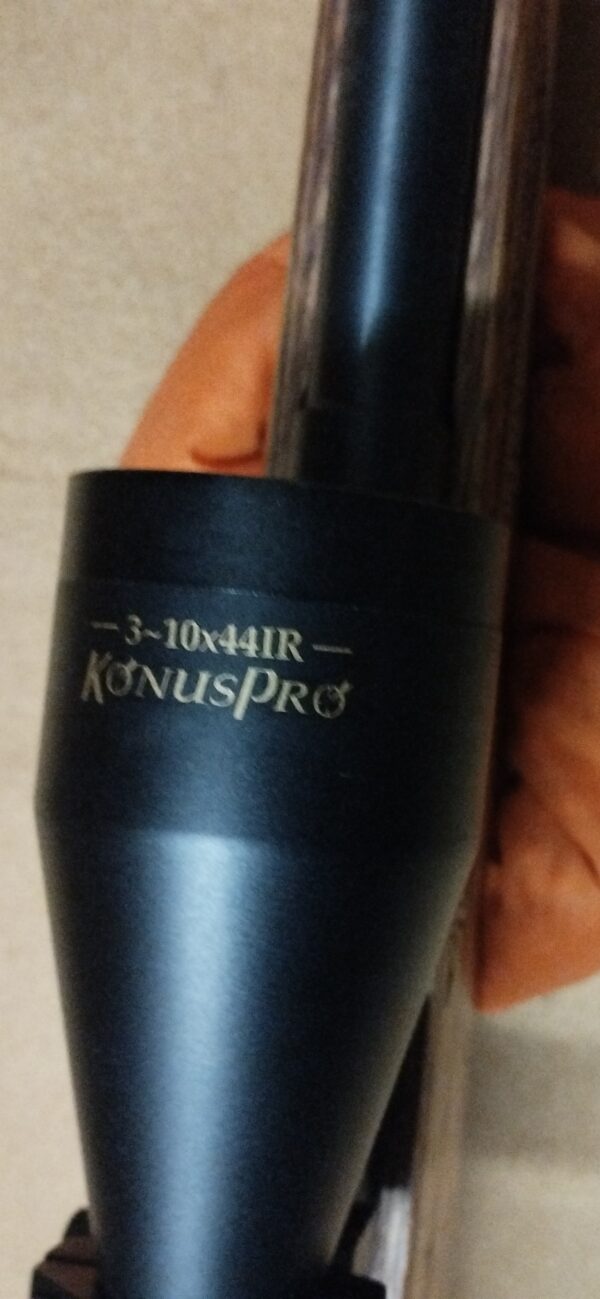 — 3~10x44IR —
KONUSPRO